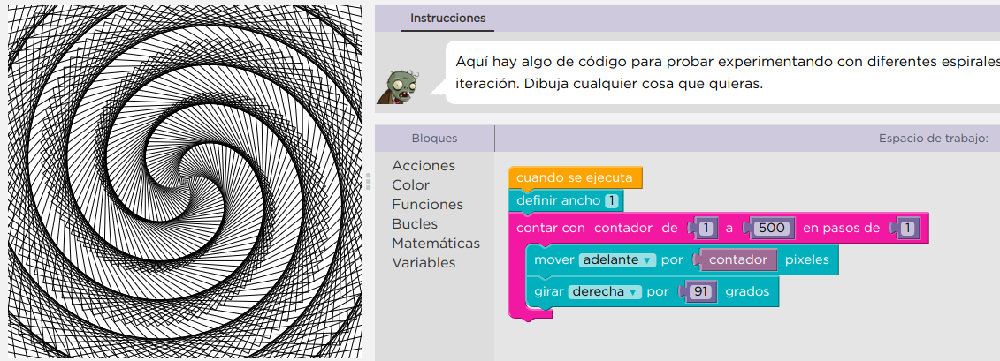 Instrucciones
Aquí hay algo de código para probar experimentando con diferentes espirales
iteración. Dibuja cualquier cosa que quieras.
Bloques
Espacio de trabajo:
Acciones
Color
Funciones
Bucles
Matemáticas
Variables
cuando se ejecuta
definir ancho 1
contar con contador de 1 a 500 en pasos de 1
mover adelante ▼ por contador pixeles
girar derecha ▼ por 91 grados